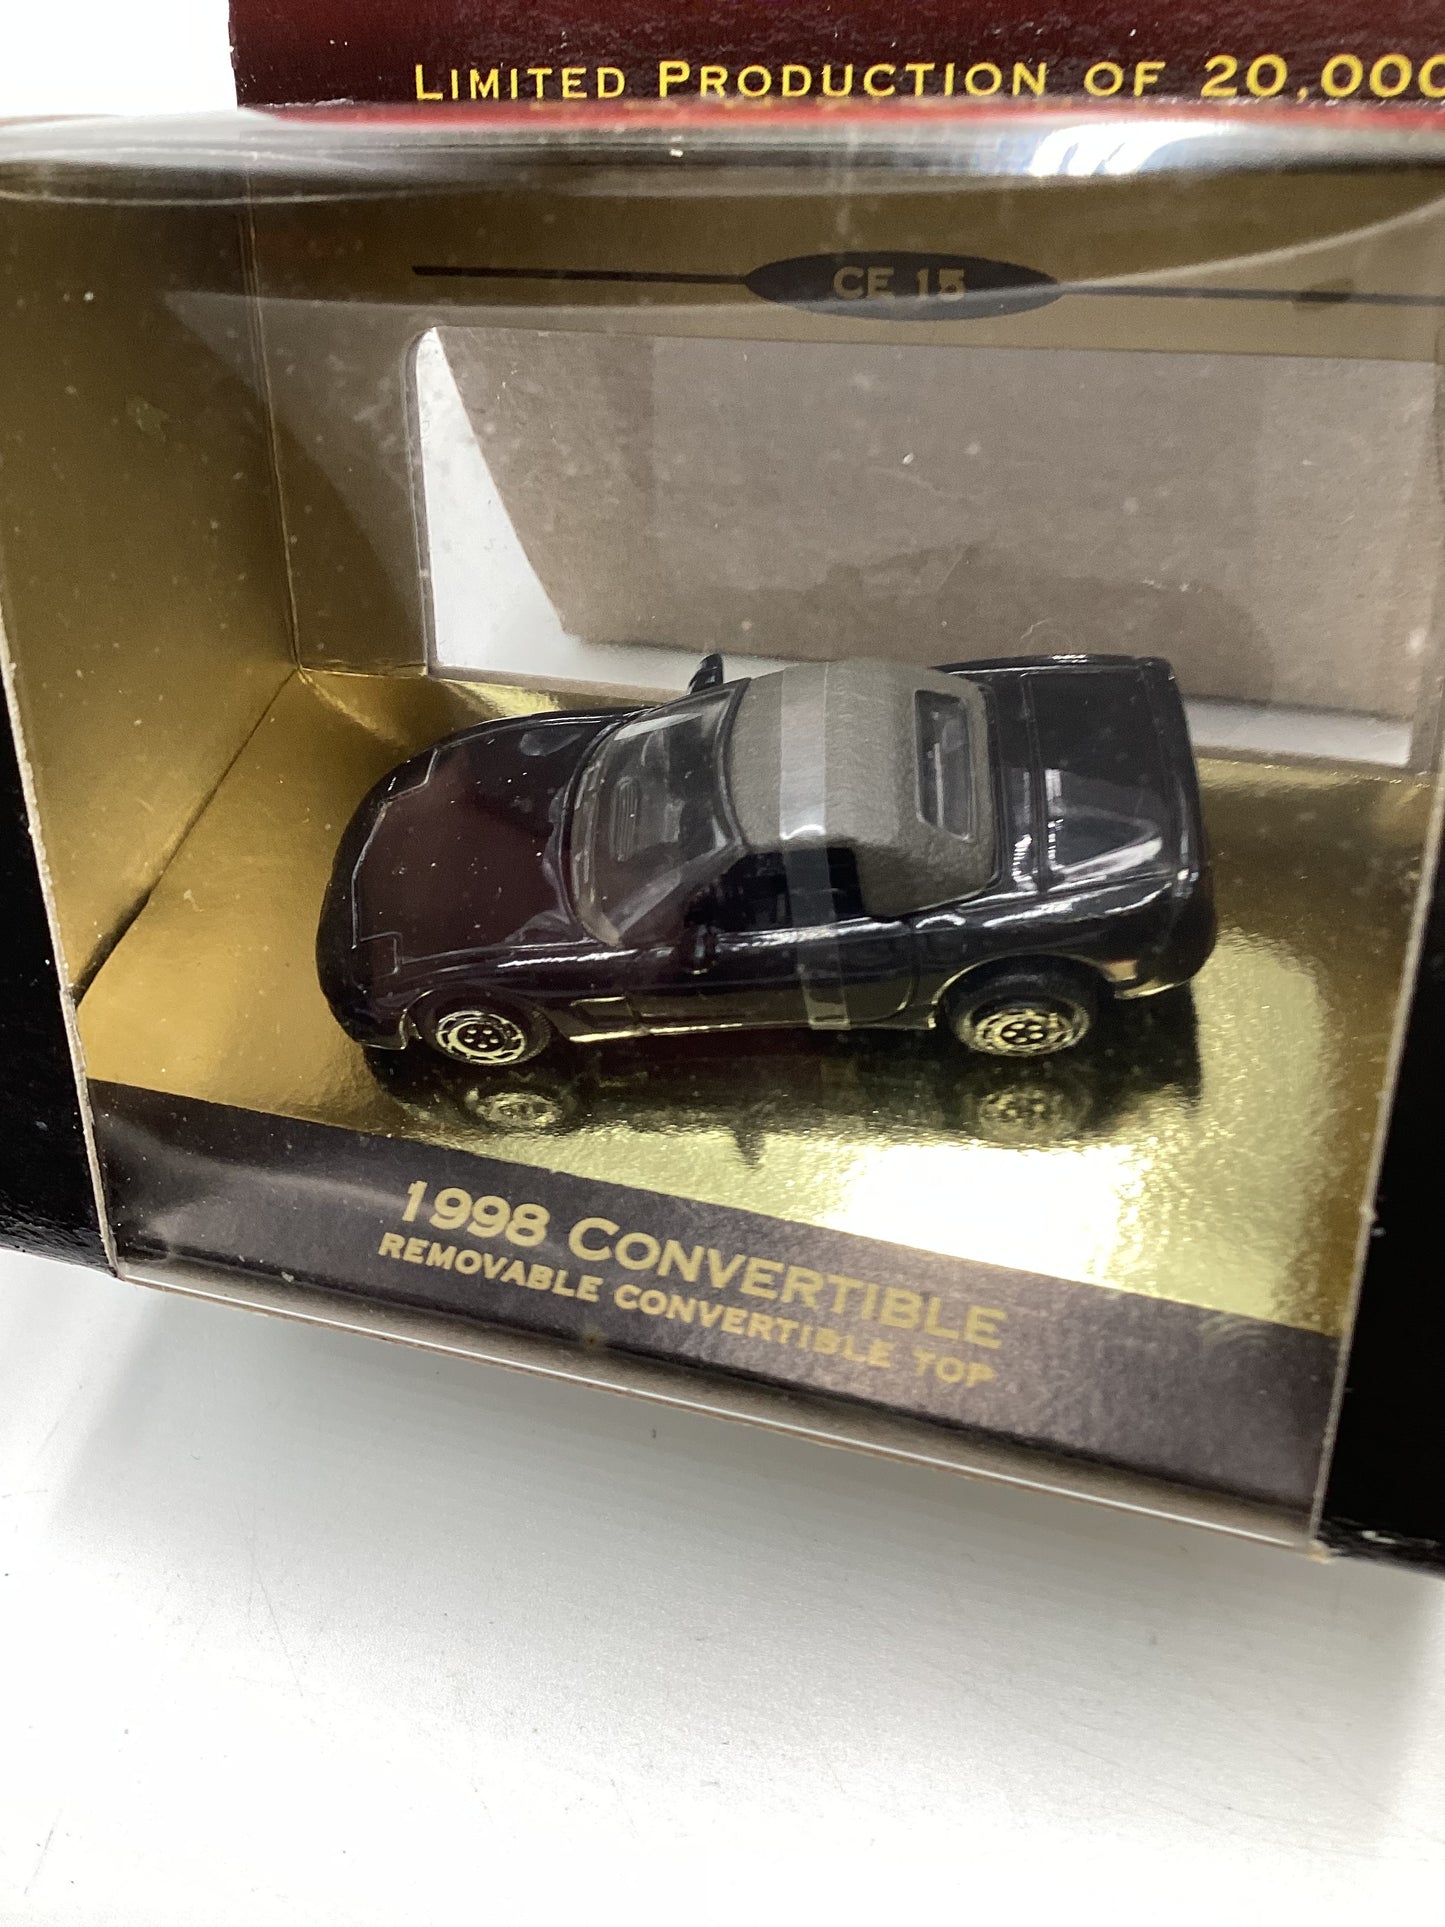 LIMITED PRODUCTION OF 20,000
CE 15
1998 CONVERTIBLE
REMOVABLE CONVERTIBLE TOP